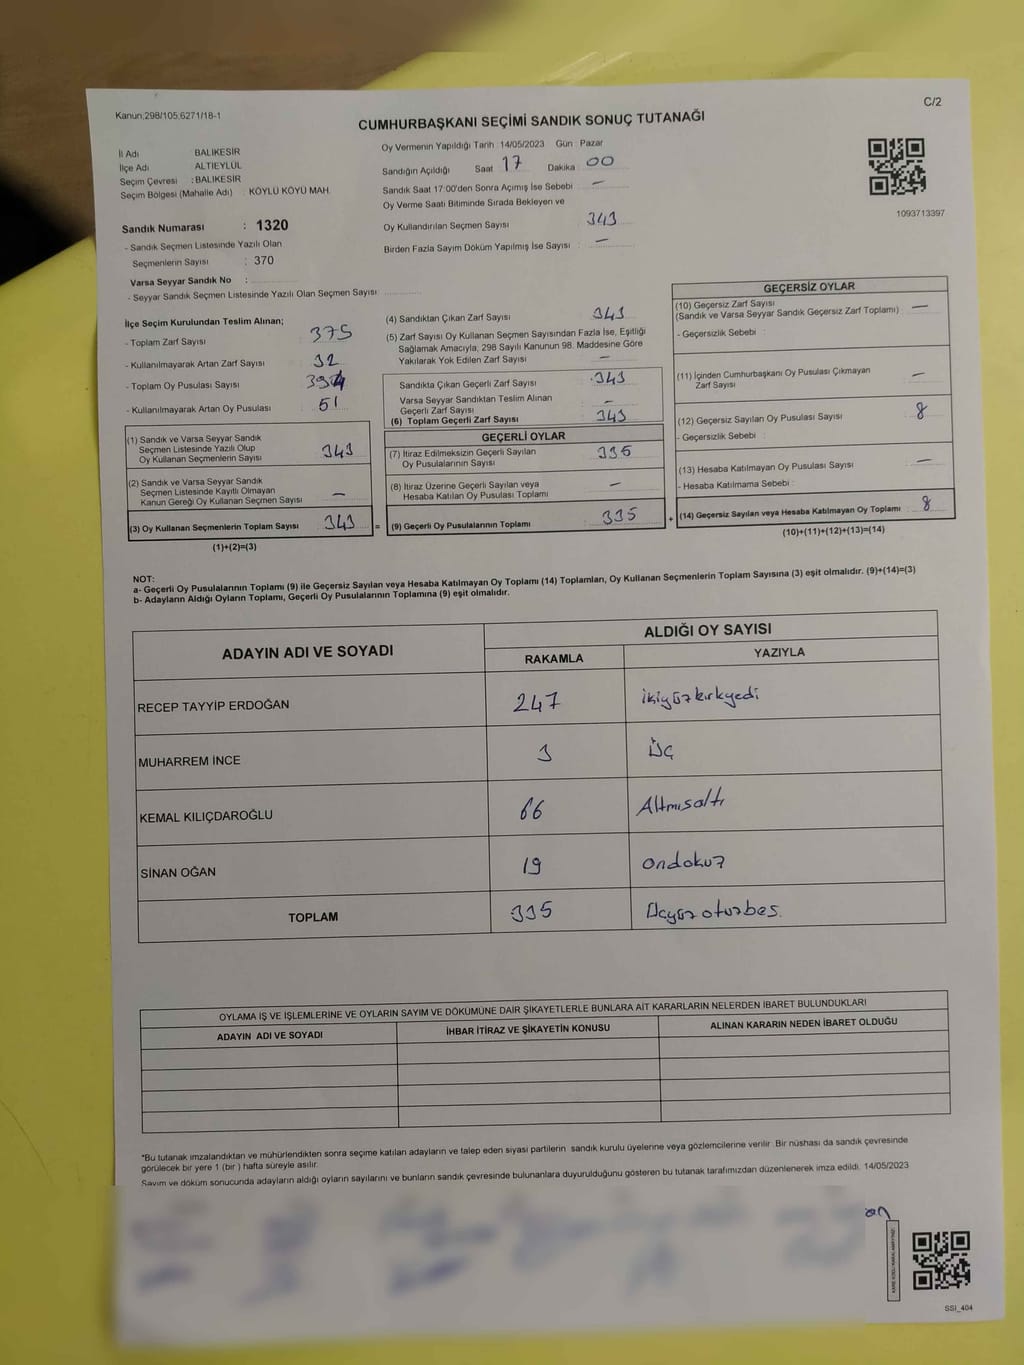 Kanun;298/105,6271/18-1
C/2
CUMHURBAŞKANI SEÇİMİ SANDIK SONUÇ TUTANAĞI
İl Adı BALIKESİR
İlçe Adı ALTIEYLÜL
Seçim Çevresi : BALIKESİR
Seçim Bölgesi (Mahalle Adı) : KÖYLÜ KÖYÜ MAH.
Oy Vermenin Yapıldığı Tarih : 14/05/2023 Gün : Pazar
Sandığın Açıldığı Saat 17 Dakika : 00
Sandık Saat 17:00'den Sonra Açımış İse Sebebi : —
Oy Verme Saati Bitiminde Sırada Bekleyen ve
Oy Kullandırılan Seçmen Sayısı 343
Birden Fazla Sayım Döküm Yapılmış İse Sayısı : —
1093713397
Sandık Numarası : 1320
- Sandık Seçmen Listesinde Yazılı Olan
Seçmenlerin Sayısı : 370
Varsa Seyyar Sandık No :
- Seyyar Sandık Seçmen Listesinde Yazılı Olan Seçmen Sayısı
İlçe Seçim Kurulundan Teslim Alınan;
- Toplam Zarf Sayısı : 375
- Kullanılmayarak Artan Zarf Sayısı : 32
- Toplam Oy Pusulası Sayısı :
- Kullanılmayarak Artan Oy Pusulası : 51
(1) Sandık ve Varsa Seyyar Sandık
Seçmen Listesinde Yazılı Olup
Oy Kullanan Seçmenlerin Sayısı 343
(2) Sandık ve Varsa Seyyar Sandık
Seçmen Listesinde Kayıtlı Olmayan
Kanun Gereği Oy Kullanan Seçmen Sayısı —
(3) Oy Kullanan Seçmenlerin Toplam Sayısı 343 =
(1)+(2)=(3)
(4) Sandıktan Çıkan Zarf Sayısı : 343
(5) Zarf Sayısı Oy Kullanan Seçmen Sayısından Fazla İse, Eşitliği
Sağlamak Amacıyla, 298 Sayılı Kanunun 98. Maddesine Göre
Yakılarak Yok Edilen Zarf Sayısı —
Sandıkta Çıkan Geçerli Zarf Sayısı : 343
Varsa Seyyar Sandıktan Teslim Alınan
Geçerli Zarf Sayısı : —
(6) Toplam Geçerli Zarf Sayısı : 343
GEÇERLİ OYLAR
(7) İtiraz Edilmeksizin Geçerli Sayılan
Oy Pusulalarının Sayısı : 335
(8) İtiraz Üzerine Geçerli Sayılan veya
Hesaba Katılan Oy Pusulası Toplamı : —
(9) Geçerli Oy Pusulalarının Toplamı : 335 +
GEÇERSİZ OYLAR
(10) Geçersiz Zarf Sayısı
(Sandık ve Varsa Seyyar Sandık Geçersiz Zarf Toplamı) : —
- Geçersizlik Sebebi :
(11) İçinden Cumhurbaşkanı Oy Pusulası Çıkmayan
Zarf Sayısı : —
(12) Geçersiz Sayılan Oy Pusulası Sayısı : 8
- Geçersizlik Sebebi :
(13) Hesaba Katılmayan Oy Pusulası Sayısı : —
- Hesaba Katılmama Sebebi :
(14) Geçersiz Sayılan veya Hesaba Katılmayan Oy Toplamı : 8
(10)+(11)+(12)+(13)=(14)
NOT:
a- Geçerli Oy Pusulalarının Toplamı (9) ile Geçersiz Sayılan veya Hesaba Katılmayan Oy Toplamı (14) Toplamları, Oy Kullanan Seçmenlerin Toplam Sayısına (3) eşit olmalıdır. (9)+(14)=(3)
b- Adayların Aldığı Oyların Toplamı, Geçerli Oy Pusulalarının Toplamına (9) eşit olmalıdır.
ADAYIN ADI VE SOYADI ALDIĞI OY SAYISI
RAKAMLA YAZIYLA
RECEP TAYYİP ERDOĞAN 247 ikiyüzkırkyedi
MUHARREM İNCE 3 Üç
KEMAL KILIÇDAROĞLU 66 Altmışaltı
SİNAN OĞAN 19 ondokuz
TOPLAM 335 Üçyüzotuzbeş.
OYLAMA İŞ VE İŞLEMLERİNE VE OYLARIN SAYIM VE DÖKÜMÜNE DAİR ŞİKAYETLERLE BUNLARA AİT KARARLARIN NELERDEN İBARET BULUNDUKLARI
ADAYIN ADI VE SOYADI İHBAR İTİRAZ VE ŞİKAYETİN KONUSU ALINAN KARARIN NEDEN İBARET OLDUĞU
*Bu tutanak imzalandıktan ve mühürlendikten sonra seçime katılan adayların ve talep eden siyasi partilerin sandık kurulu üyelerine veya gözlemcilerine verilir. Bir nüshası da sandık çevresinde
görülecek bir yere 1 (bir ) hafta süreyle asılır.
Sayım ve döküm sonucunda adayların aldığı oyların sayılarını ve bunların sandık çevresinde bulunanlara duyurulduğunu gösteren bu tutanak tarafımızdan düzenlenerek imza edildi. 14/05/2023
SSI_404